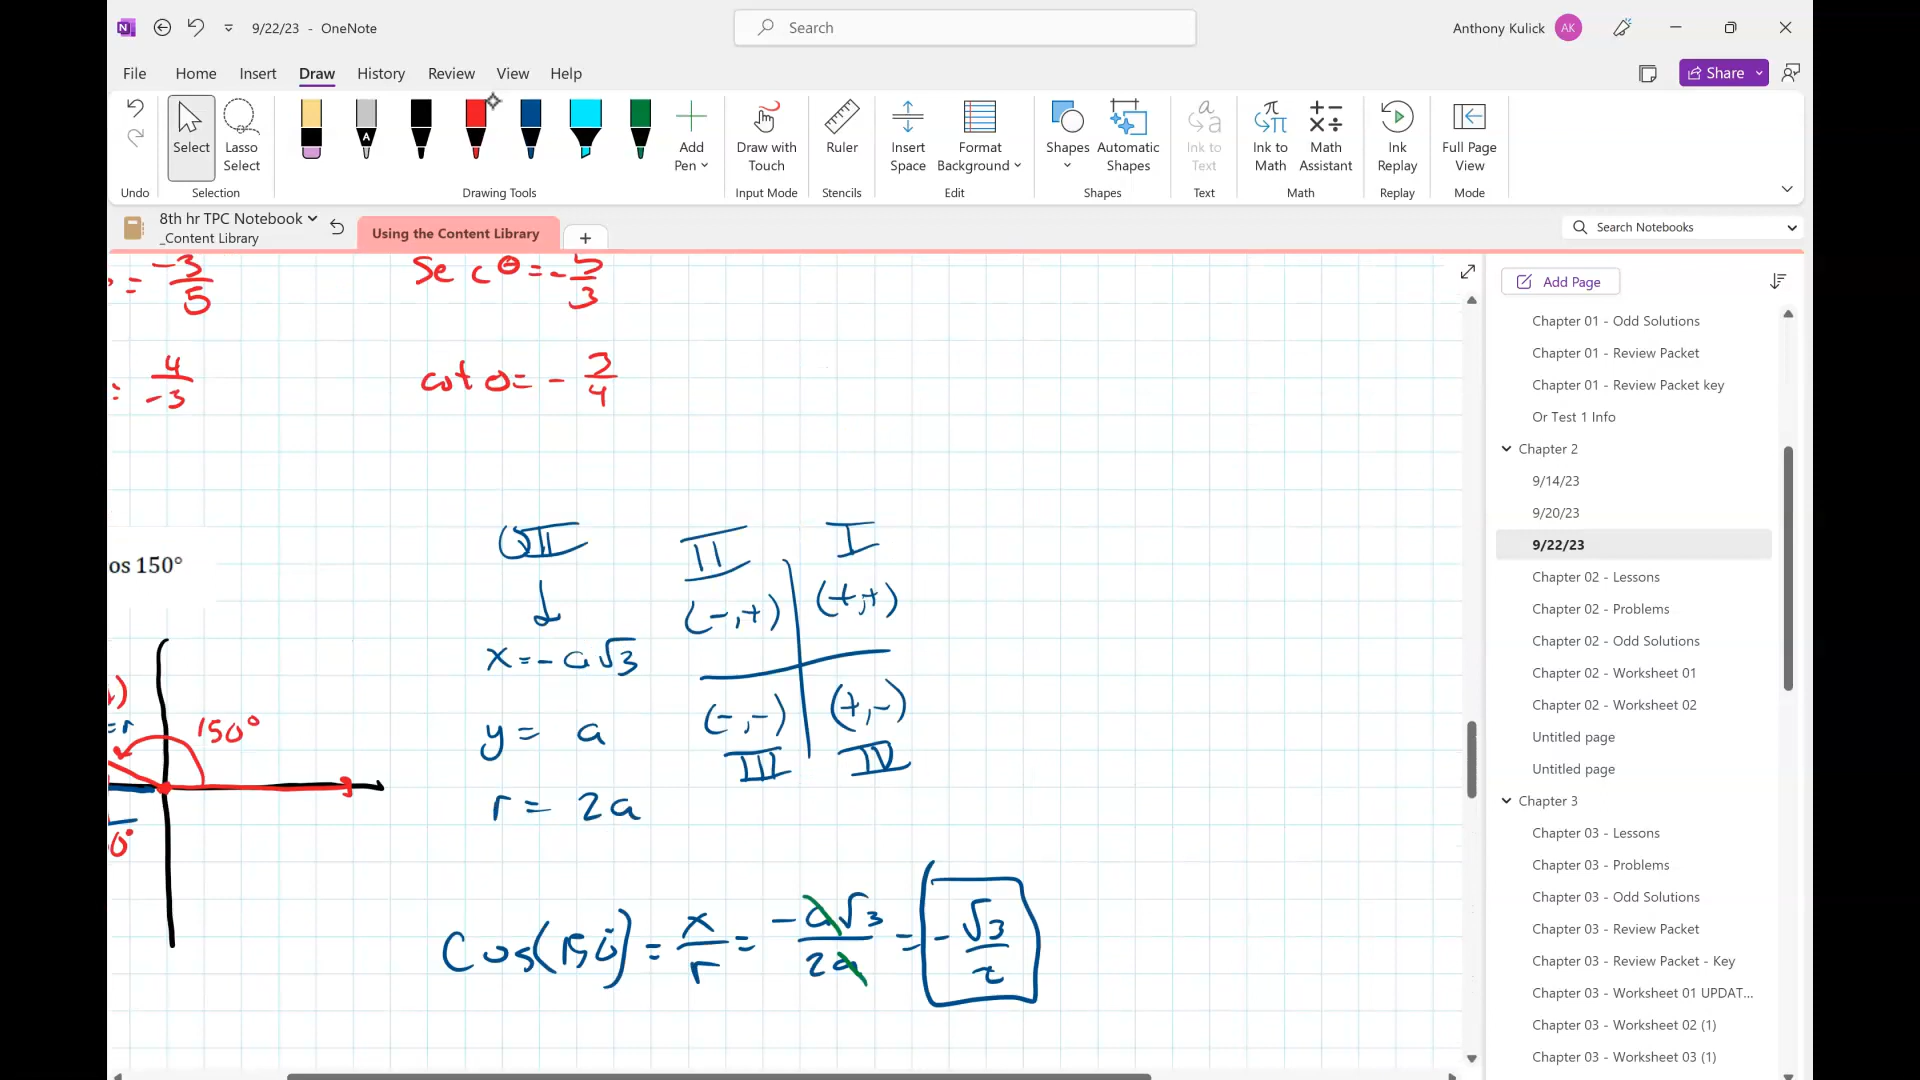 9/22/23 - OneNote
Search
Anthony Kulick AK
File Home Insert Draw History Review View Help
Share
Select
Lasso Select
Add Pen
Draw with Touch
Ruler
Insert Space
Format Background
Shapes
Automatic Shapes
Ink to Text
Ink to Math
Math Assistant
Ink Replay
Full Page View
Undo Selection Drawing Tools Input Mode Stencils Edit Shapes Text Math Replay Mode
8th hr TPC Notebook
_Content Library
Using the Content Library
Search Notebooks
Add Page
Chapter 01 - Odd Solutions
Chapter 01 - Review Packet
Chapter 01 - Review Packet key
Or Test 1 Info
Chapter 2
9/14/23
9/20/23
9/22/23
Chapter 02 - Lessons
Chapter 02 - Problems
Chapter 02 - Odd Solutions
Chapter 02 - Worksheet 01
Chapter 02 - Worksheet 02
Untitled page
Untitled page
Chapter 3
Chapter 03 - Lessons
Chapter 03 - Problems
Chapter 03 - Odd Solutions
Chapter 03 - Review Packet
Chapter 03 - Review Packet - Key
Chapter 03 - Worksheet 01 UPDAT...
Chapter 03 - Worksheet 02 (1)
Chapter 03 - Worksheet 03 (1)
= -3/5
Sec θ = -5/3
= 4/-3
cot θ = -3/4
os 150°
QII
↓
x = -a√3
y = a
r = 2a
II I
(-,+) (+,+)
(-,-) (+,-)
III IV
=r
150°
0°
Cos(150°) = x/r = -a√3/2a = -√3/2